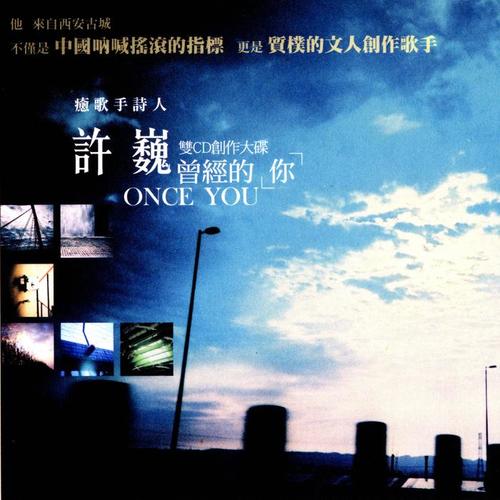 他 來自西安古城
不僅是 中國吶喊搖滾的指標 更是 質樸的文人創作歌手
癒歌手詩人
許巍 雙CD創作大碟
曾經的「你」
ONCE YOU